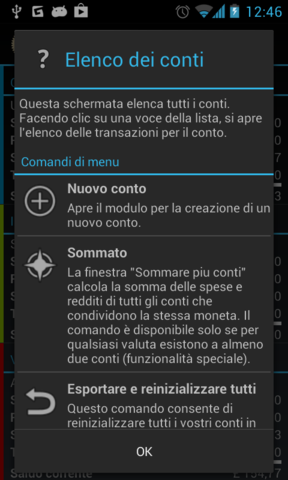 12:46
? Elenco dei conti
Questa schermata elenca tutti i conti.
Facendo clic su una voce della lista, si apre
l'elenco delle transazioni per il conto.
Comandi di menu
Nuovo conto
Apre il modulo per la creazione di un
nuovo conto.
Sommato
La finestra "Sommare piu conti"
calcola la somma delle spese e
redditi di tutti gli conti che
condividono la stessa moneta. Il
comando è disponibile solo se per
qualsiasi valuta esistono a almeno
due conti (funzionalità speciale).
Esportare e reinizializzare tutti
Questo comando consente di
reinizializzare tutti i vostri conti in
OK
Saldo corrente